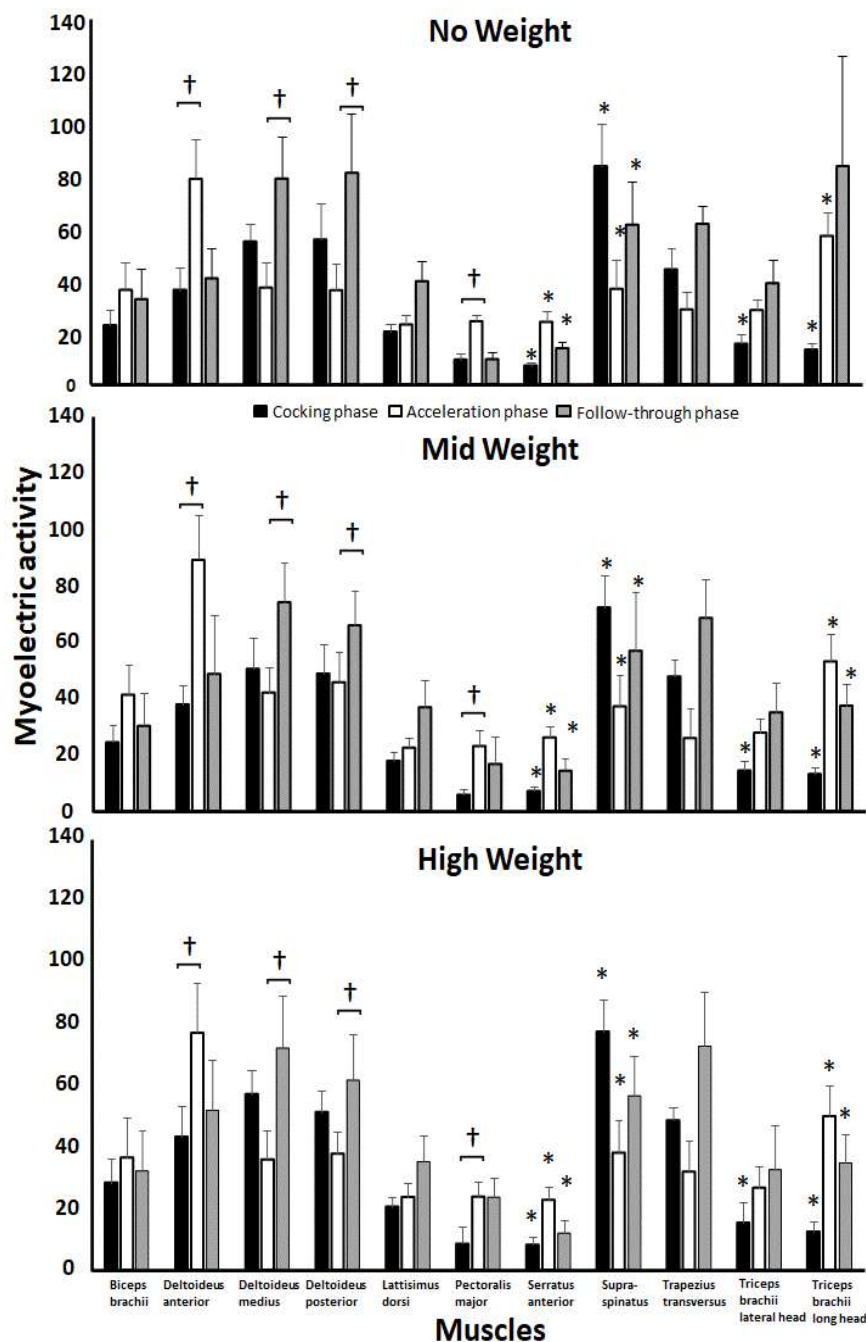 No Weight
140
120
100
80
60
40
20
0
† † † † * * * * * * * * *
Cocking phase Acceleration phase Follow-through phase
Mid Weight
140
120
100
80
60
40
20
0
† † † † * * * * * * * * * *
Myoelectric activity
High Weight
140
120
100
80
60
40
20
0
† † † † * * * * * * * * * *
Biceps
brachii
Deltoideus
anterior
Deltoideus
medius
Deltoideus
posterior
Lattisimus
dorsi
Pectoralis
major
Serratus
anterior
Supra-
spinatus
Trapezius
transversus
Triceps
brachii
lateral head
Triceps
brachii
long head
Muscles